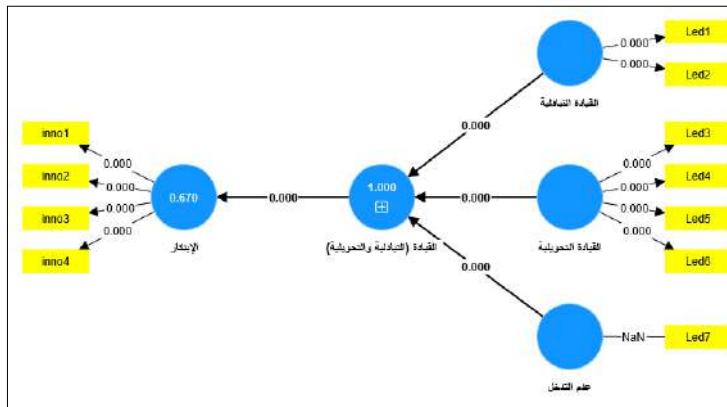 Led1
0.000
0.000
Led2
القيادة التبادلية
0.000
inno1
0.000
inno2
0.000
0.000
inno3
0.000
inno4
0.670
الإبتكار
0.000
1.000
القيادة (التبادلية والتحويلية)
0.000
Led3
0.000
Led4
0.000
0.000
Led5
0.000
Led6
القيادة التحويلية
0.000
NaN
Led7
عدم التدخل